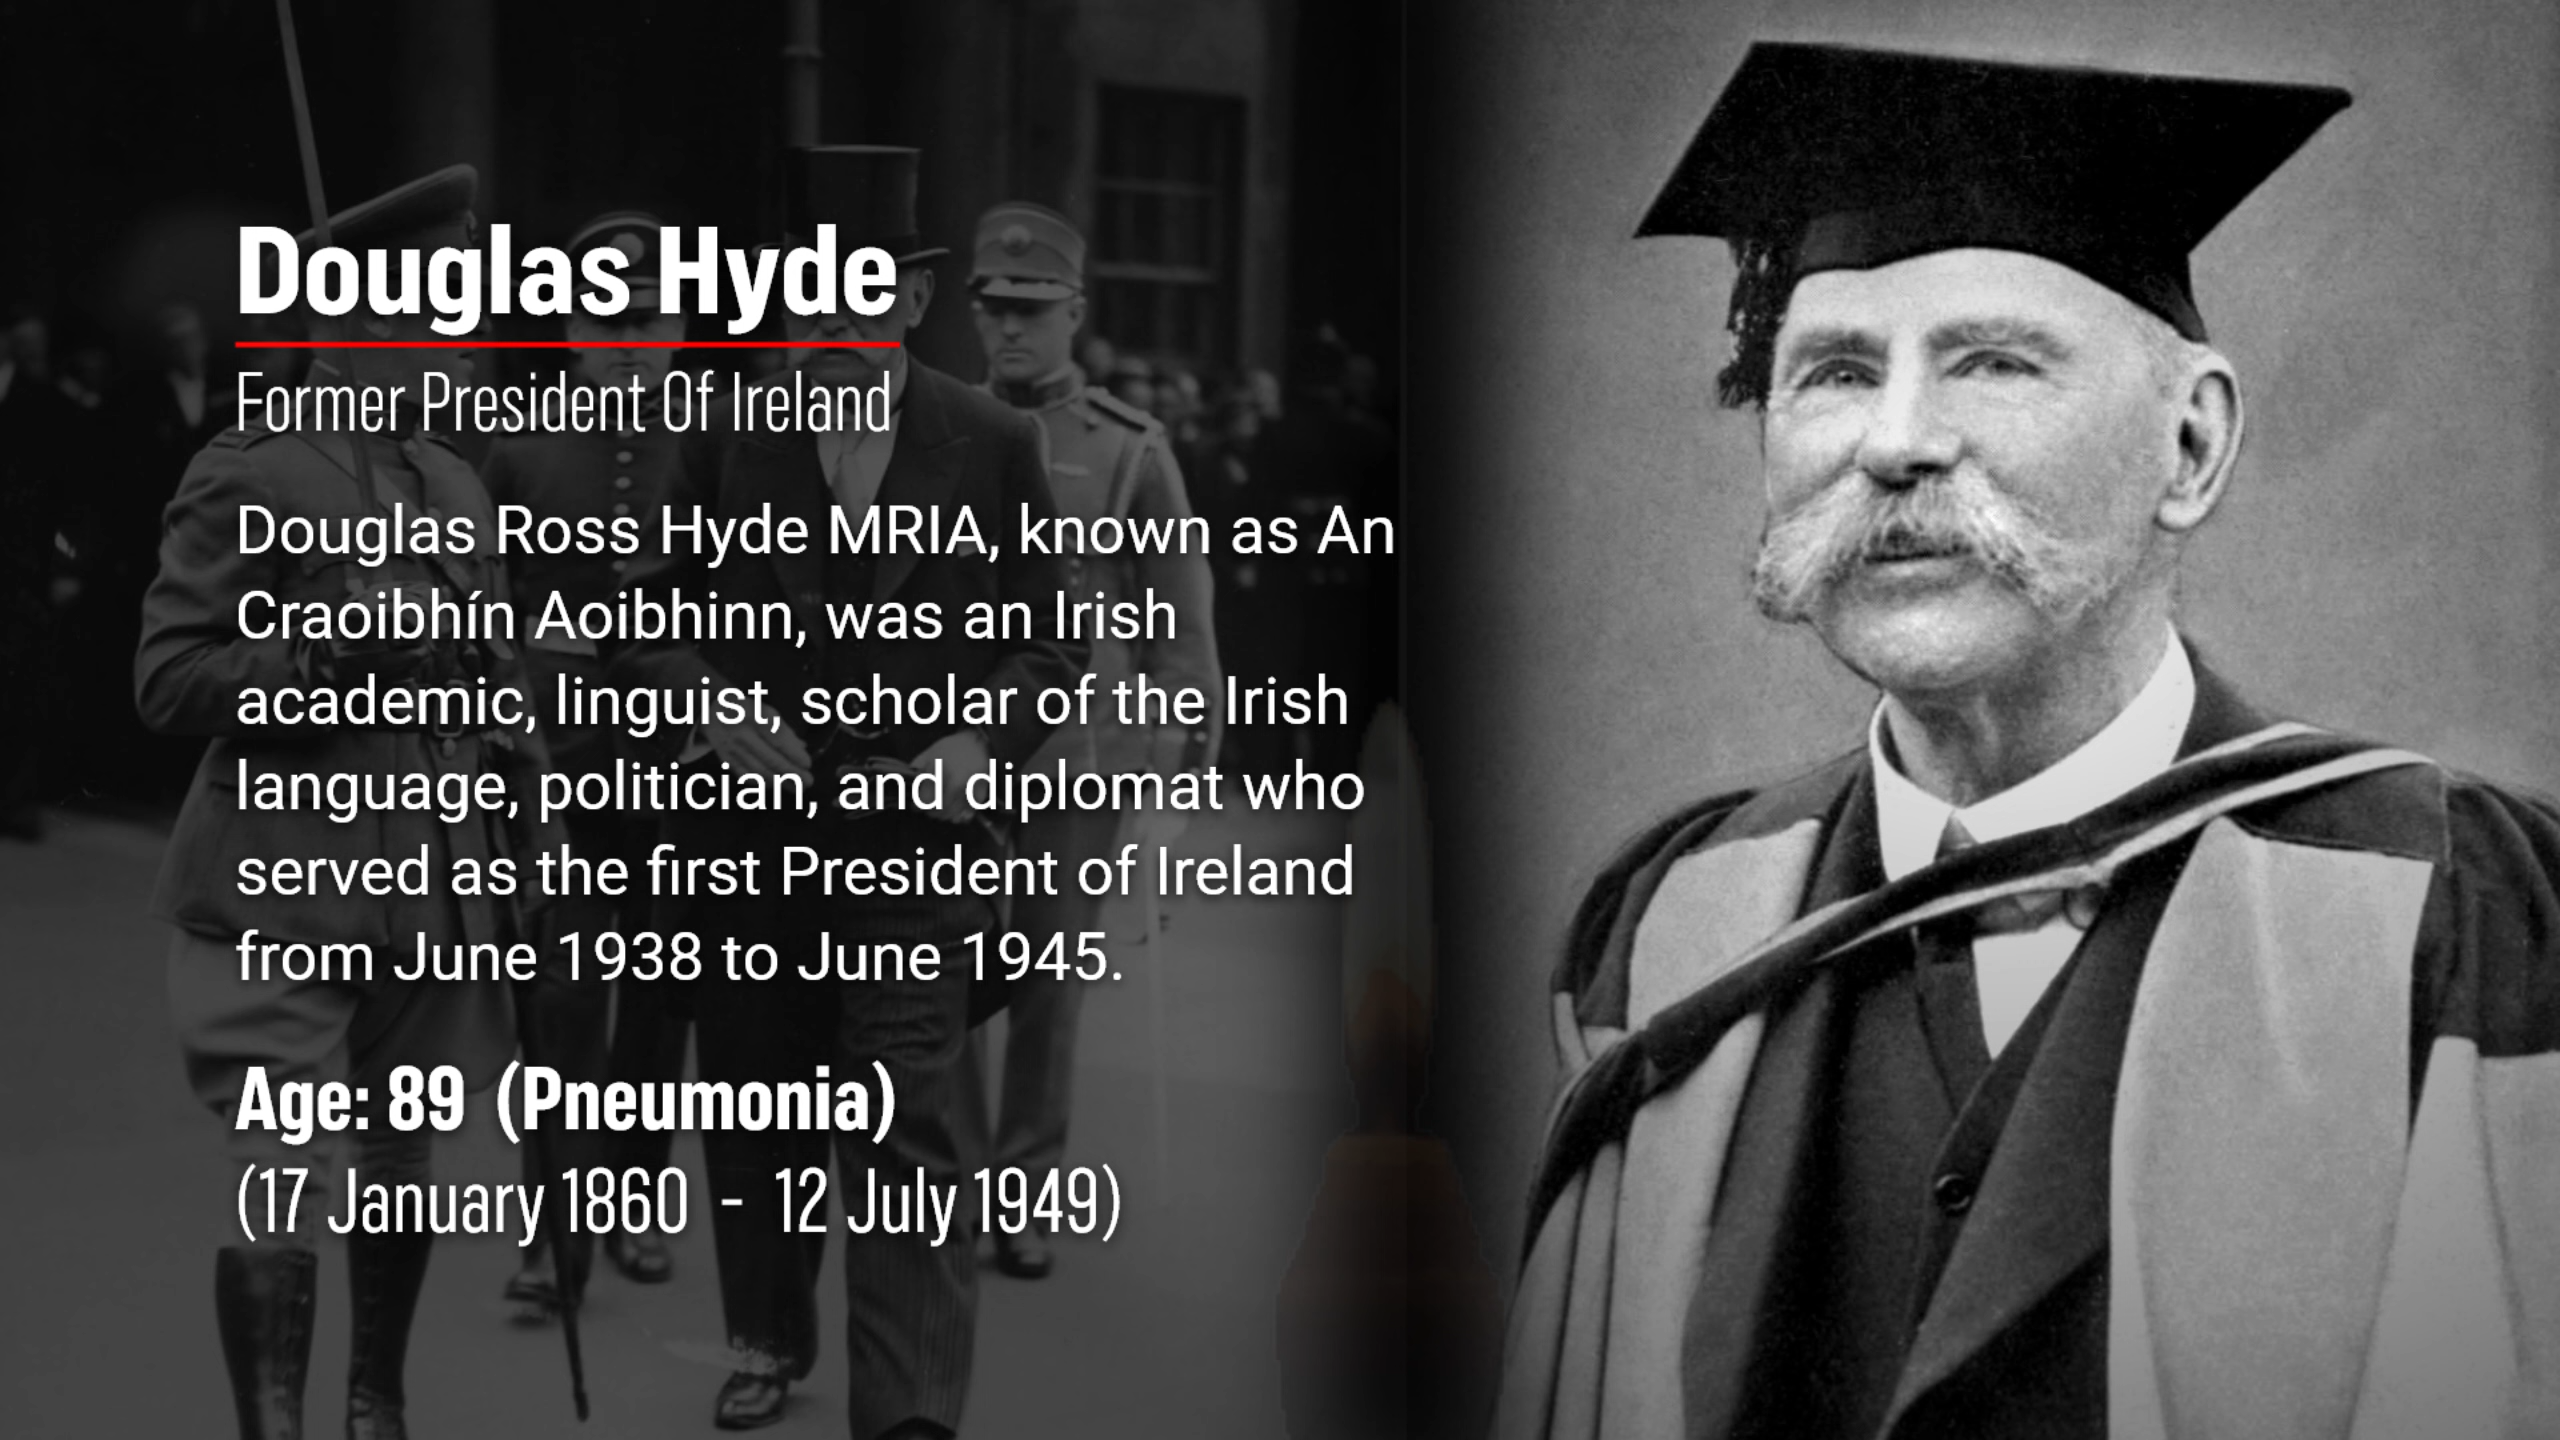 Douglas Hyde
Former President Of Ireland
Douglas Ross Hyde MRIA, known as An
Craoibhín Aoibhinn, was an Irish
academic, linguist, scholar of the Irish
language, politician, and diplomat who
served as the first President of Ireland
from June 1938 to June 1945.
Age: 89 (Pneumonia)
(17 January 1860 - 12 July 1949)